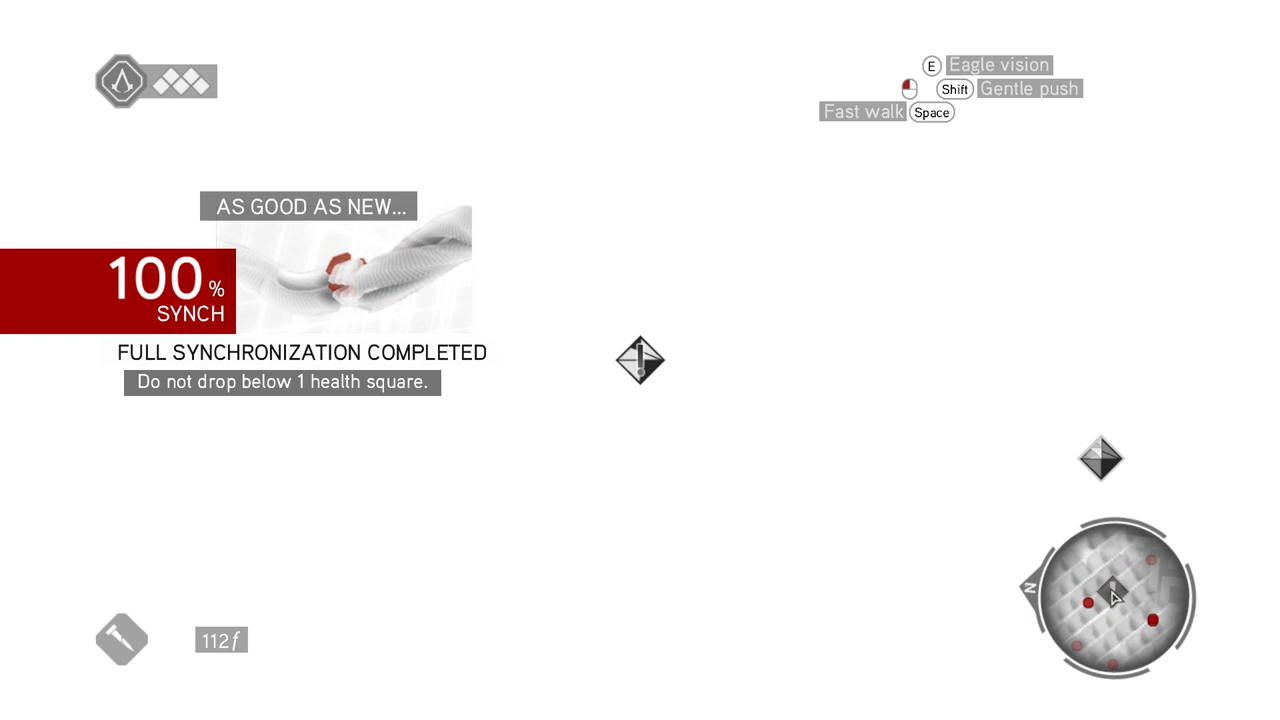 E Eagle vision
Shift Gentle push
Fast walk Space
AS GOOD AS NEW...
100 %
SYNCH
FULL SYNCHRONIZATION COMPLETED
Do not drop below 1 health square.
N
112 ƒ